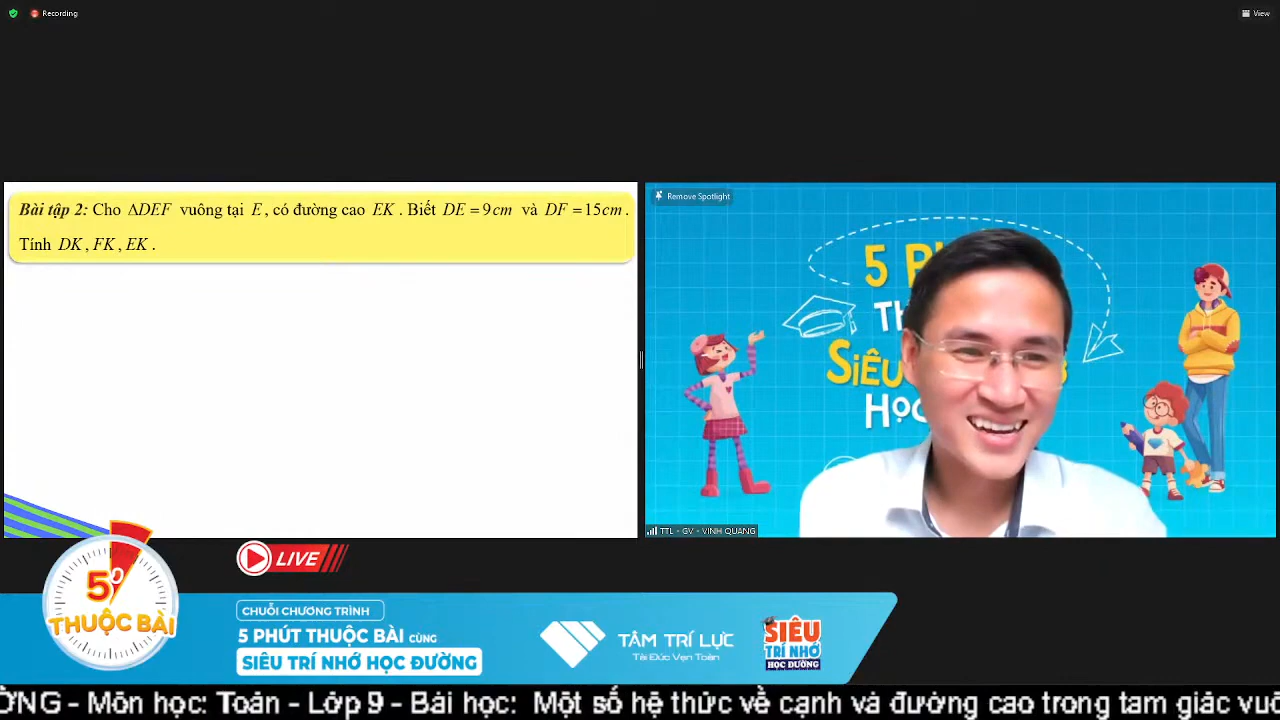 Recording
View
Bài tập 2: Cho ΔDEF vuông tại E, có đường cao EK. Biết DE = 9cm và DF = 15cm.
Tính DK, FK, EK.
Remove Spotlight
5
SIÊU
HỌC
TTL - GV - VINH QUANG
LIVE
5'
THUỘC BÀI
CHUỖI CHƯƠNG TRÌNH
5 PHÚT THUỘC BÀI CÙNG
SIÊU TRÍ NHỚ HỌC ĐƯỜNG
TÂM TRÍ LỰC
Tài Đức Vẹn Toàn
SIÊU
TRÍ NHỚ
HỌC ĐƯỜNG
ỜNG - Môn học: Toán - Lớp 9 - Bài học: Một số hệ thức về cạnh và đường cao trong tam giác vuô